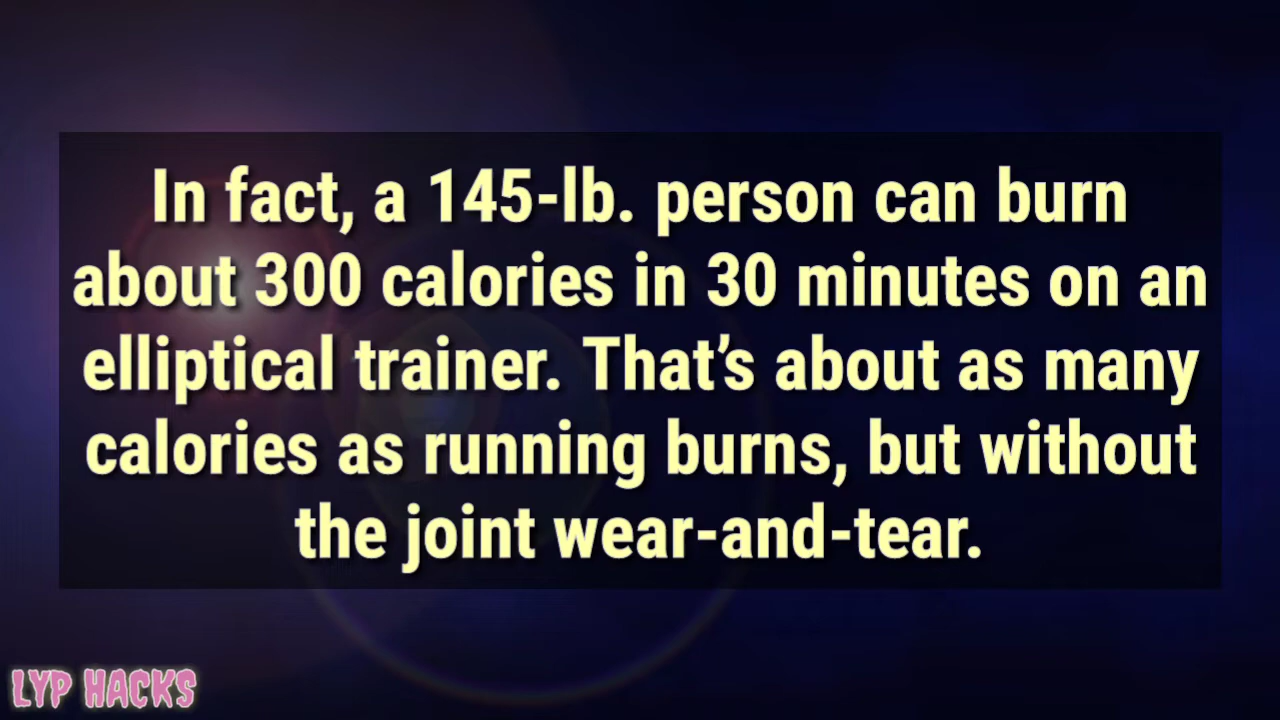 In fact, a 145-lb. person can burn
about 300 calories in 30 minutes on an
elliptical trainer. That’s about as many
calories as running burns, but without
the joint wear-and-tear.
LYP HACKS